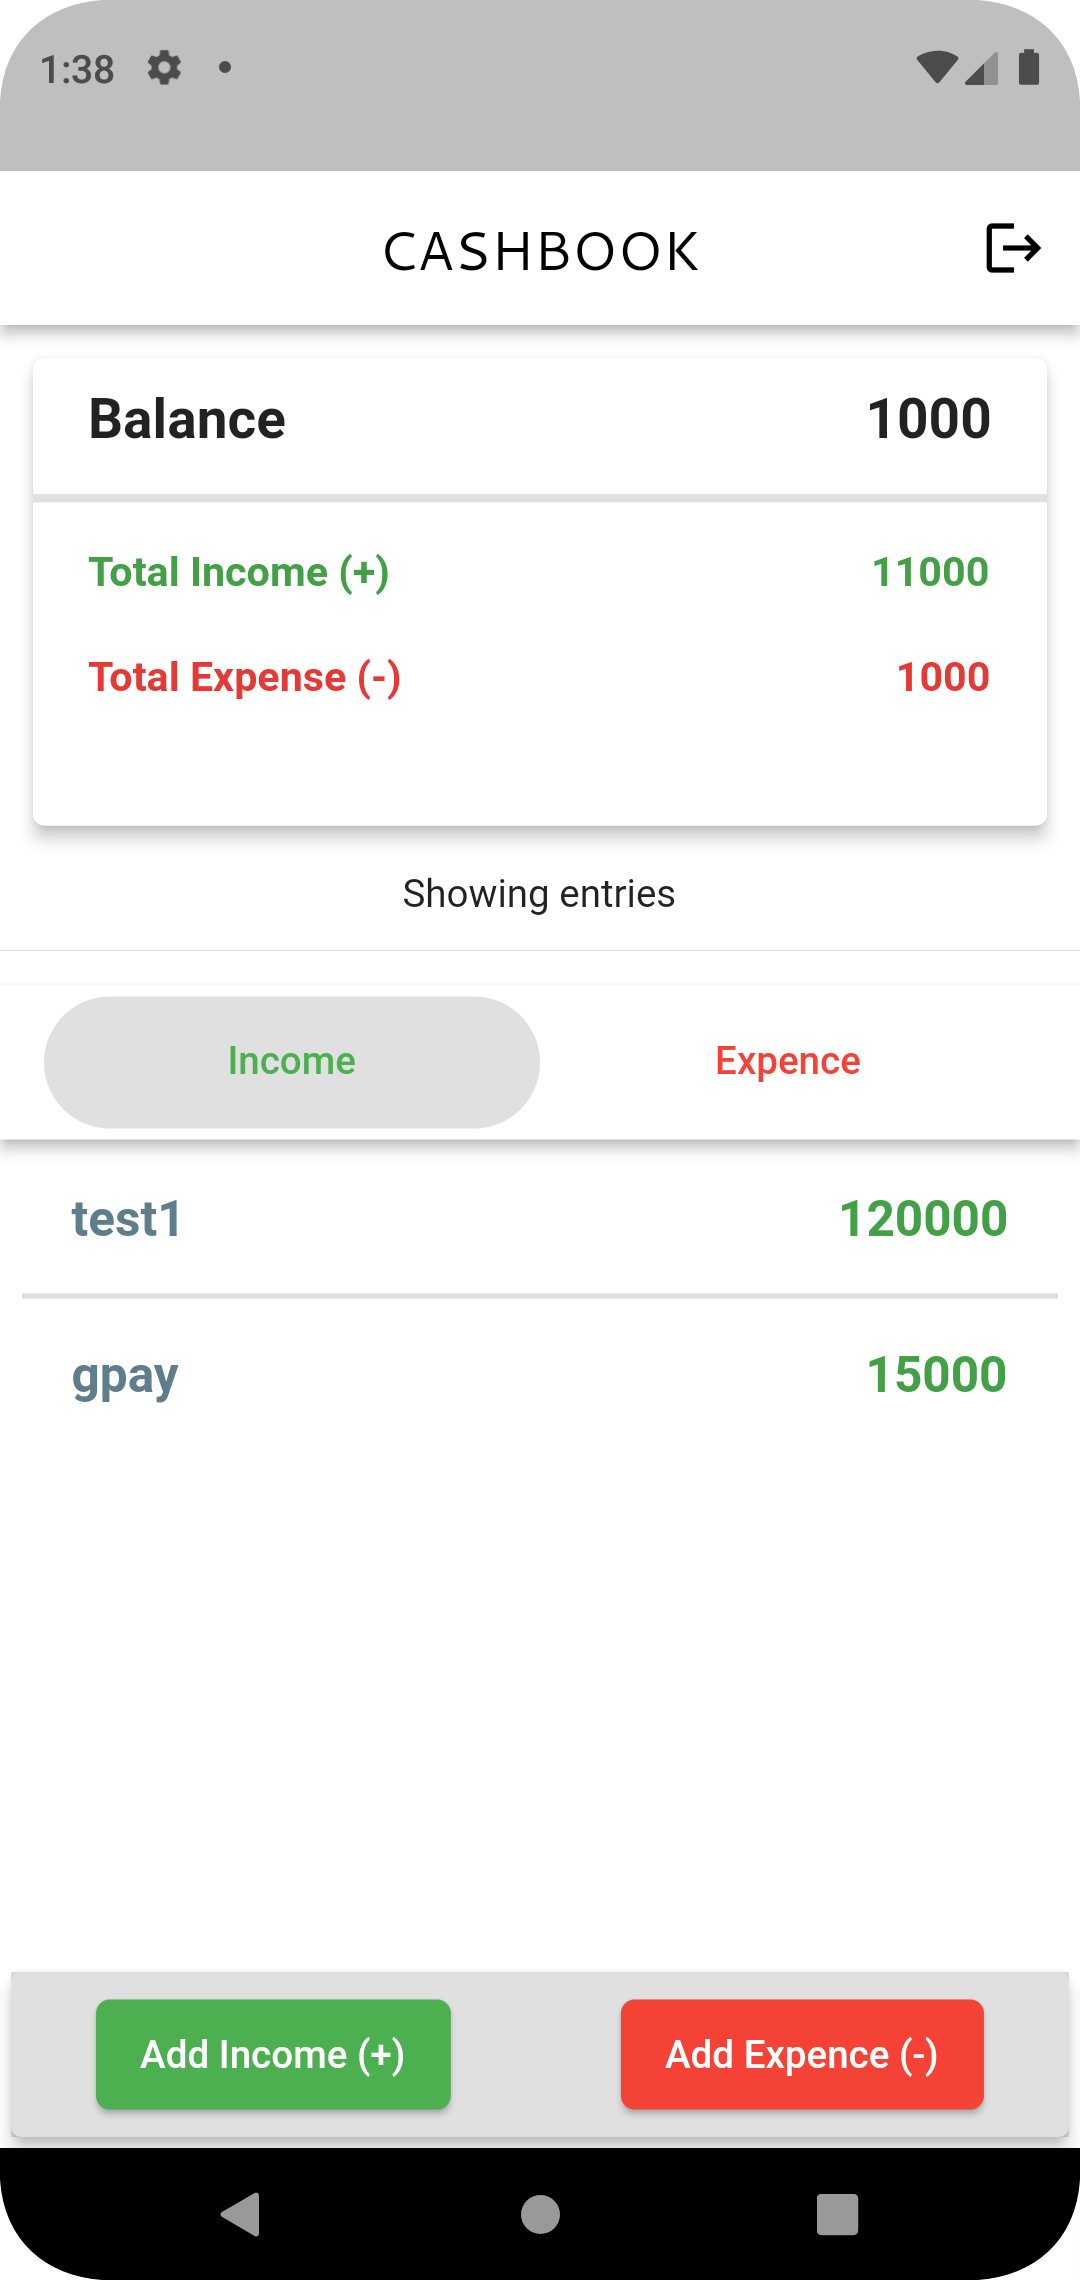 1:38
CASHBOOK
Balance 1000
Total Income (+) 11000
Total Expense (-) 1000
Showing entries
Income Expence
test1 120000
gpay 15000
Add Income (+) Add Expence (-)